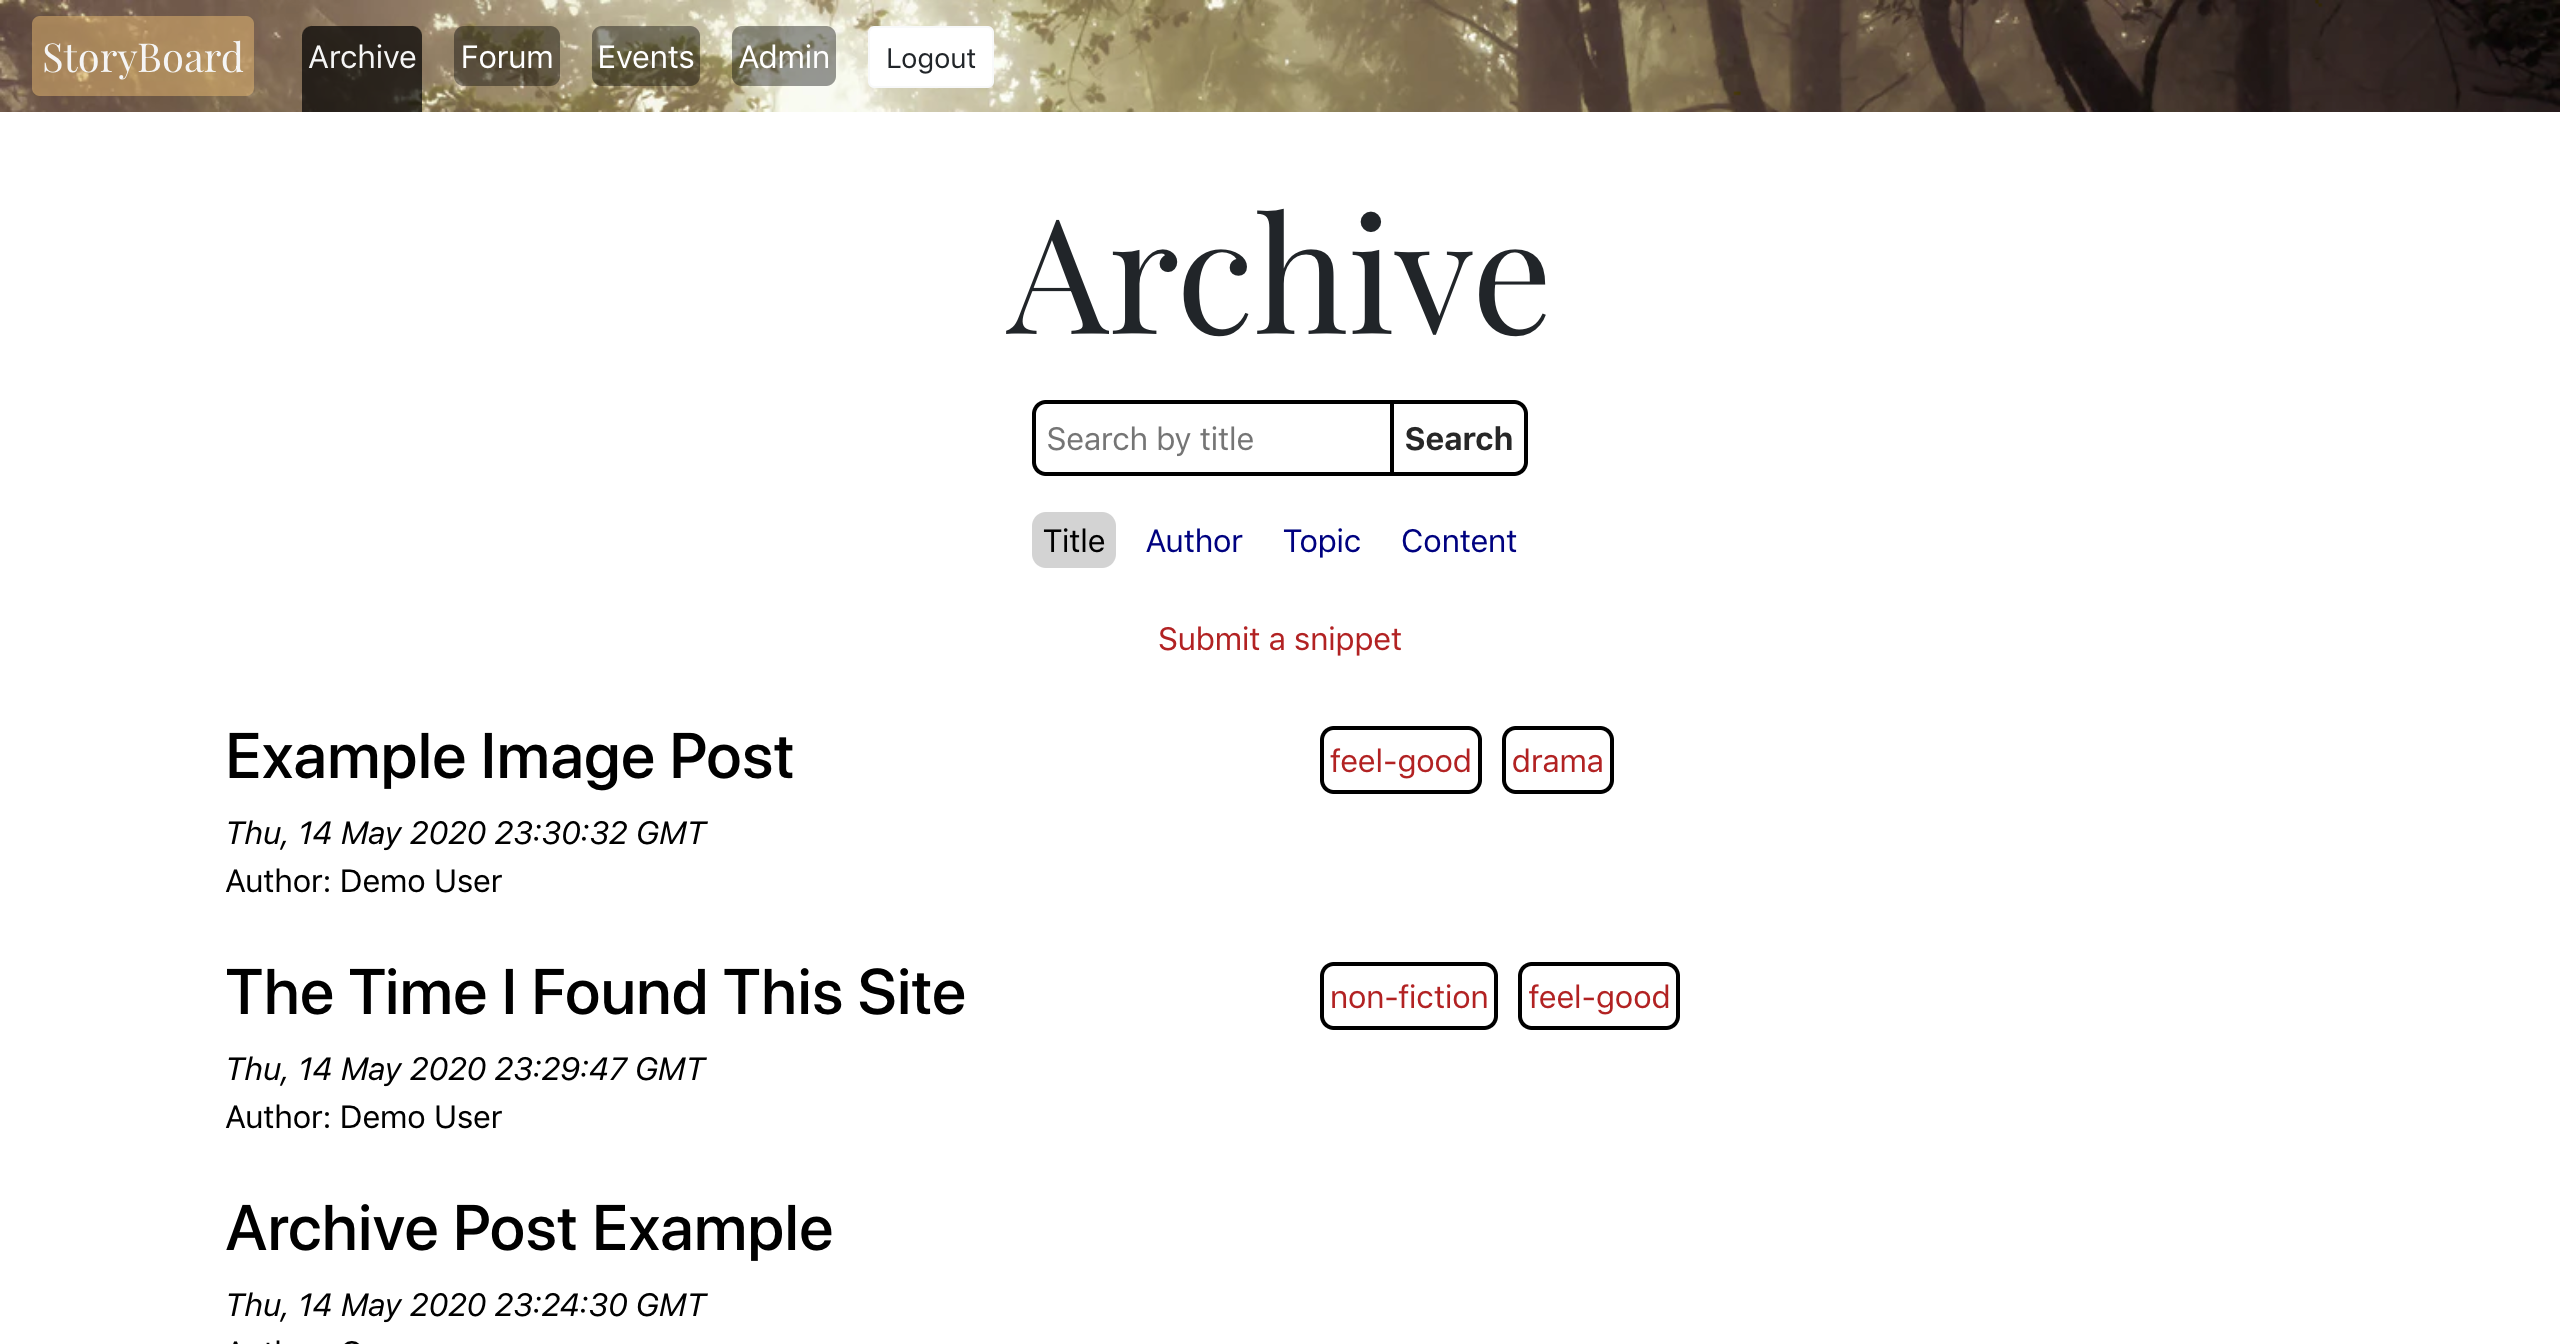 StoryBoard Archive Forum Events Admin Logout
Archive
Search by title Search
Title Author Topic Content
Submit a snippet
Example Image Post feel-good drama
Thu, 14 May 2020 23:30:32 GMT
Author: Demo User
The Time I Found This Site non-fiction feel-good
Thu, 14 May 2020 23:29:47 GMT
Author: Demo User
Archive Post Example
Thu, 14 May 2020 23:24:30 GMT